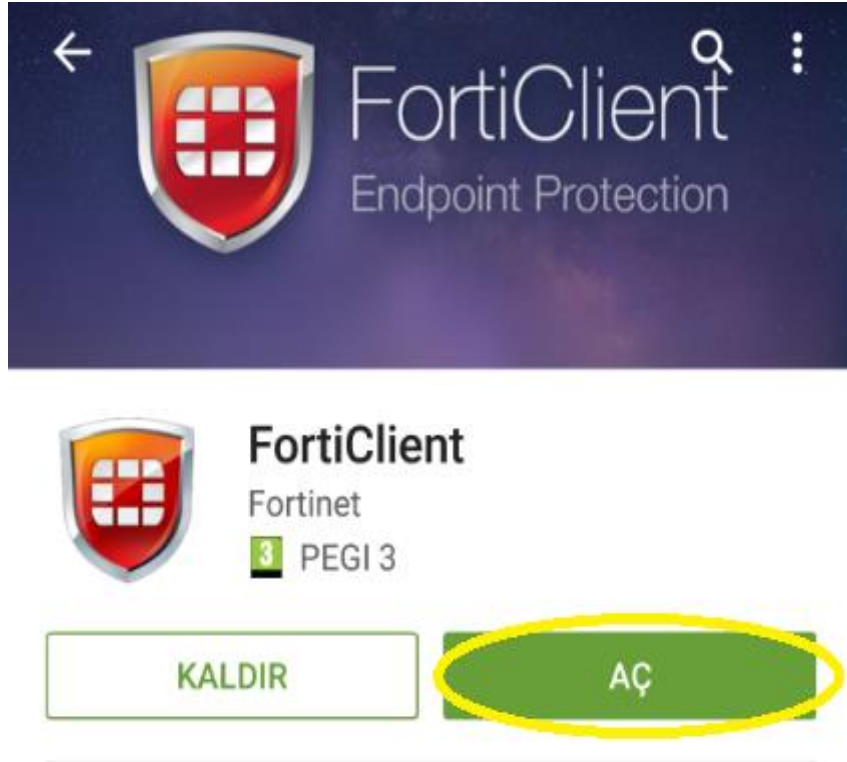 FortiClient
Endpoint Protection
FortiClient
Fortinet
3 PEGI 3
KALDIR
AÇ